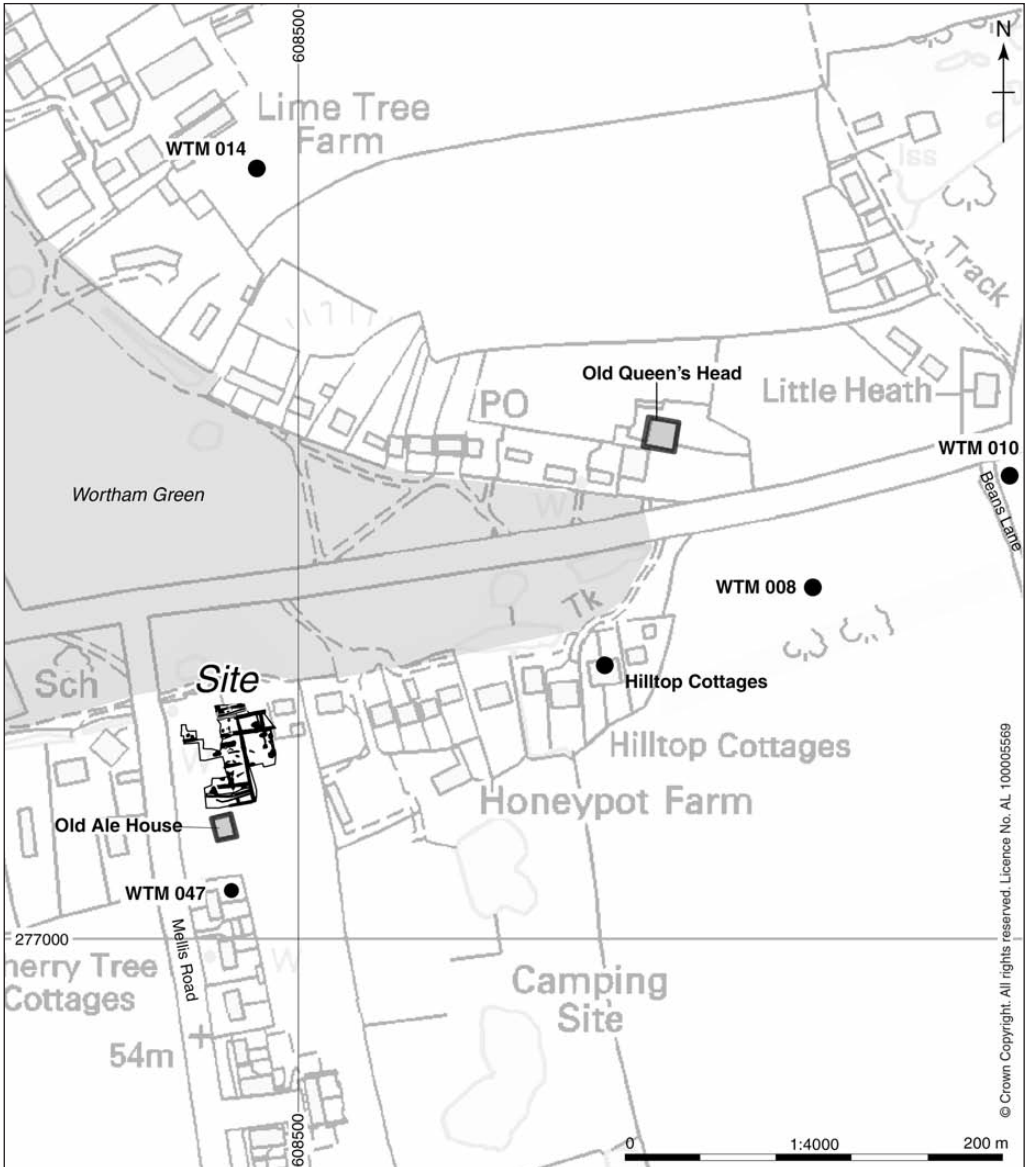 608500
N
Lime Tree
Farm
WTM 014
Iss
Track
Old Queen's Head
PO
Little Heath
WTM 010
Beans Lane
Wortham Green
W
WTM 008
Tk
Sch
Site
Hilltop Cottages
W
Hilltop Cottages
Honeypot Farm
Old Ale House
WTM 047
277000
Mellis Road
W
herry Tree
Cottages
Camping
Site
54m
608500
0 1:4000 200 m
© Crown Copyright. All rights reserved. Licence No. AL 100005569